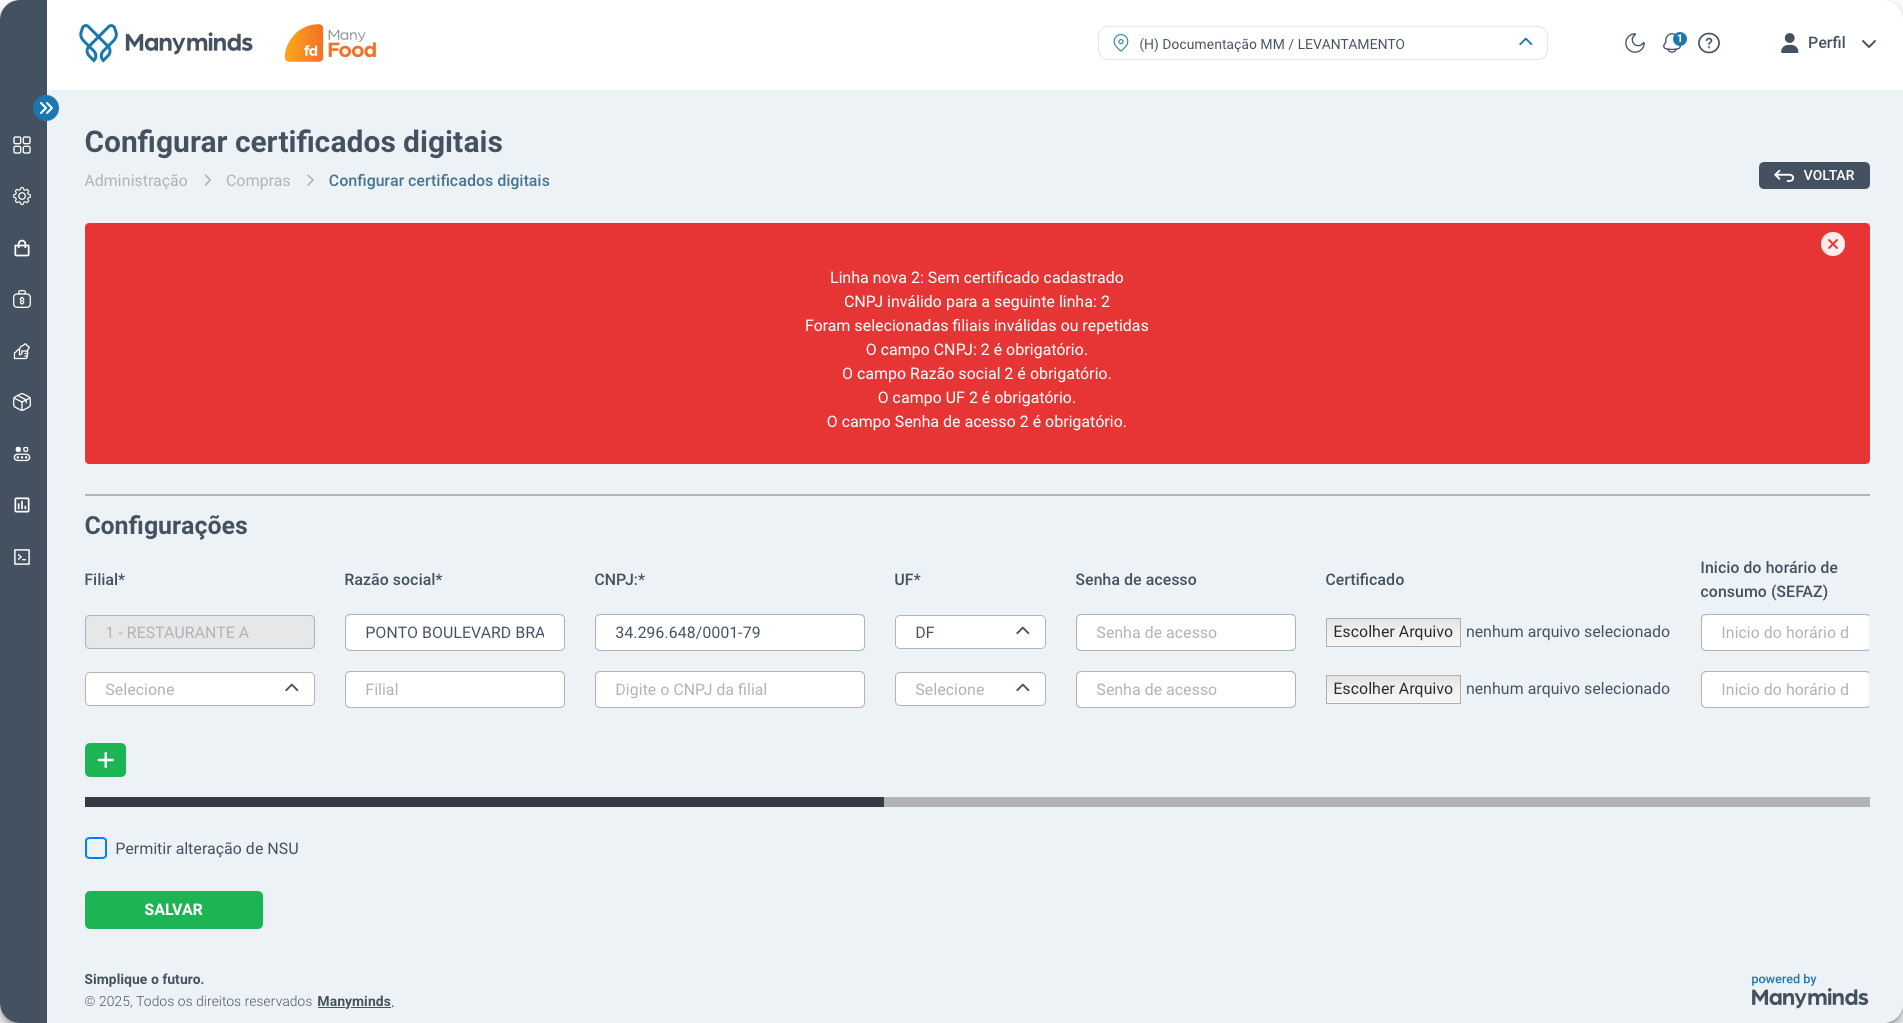 Manyminds
Many
fd Food
(H) Documentação MM / LEVANTAMENTO
1
Perfil
Configurar certificados digitais
Administração > Compras > Configurar certificados digitais
VOLTAR
Linha nova 2: Sem certificado cadastrado
CNPJ inválido para a seguinte linha: 2
Foram selecionadas filiais inválidas ou repetidas
O campo CNPJ: 2 é obrigatório.
O campo Razão social 2 é obrigatório.
O campo UF 2 é obrigatório.
O campo Senha de acesso 2 é obrigatório.
Configurações
Filial* Razão social* CNPJ:* UF* Senha de acesso Certificado Inicio do horário de
consumo (SEFAZ)
1 - RESTAURANTE A PONTO BOULEVARD BRA 34.296.648/0001-79 DF Senha de acesso Escolher Arquivo nenhum arquivo selecionado Inicio do horário d
Selecione Filial Digite o CNPJ da filial Selecione Senha de acesso Escolher Arquivo nenhum arquivo selecionado Inicio do horário d
+
Permitir alteração de NSU
SALVAR
Simplique o futuro.
© 2025, Todos os direitos reservados Manyminds.
powered by
Manyminds